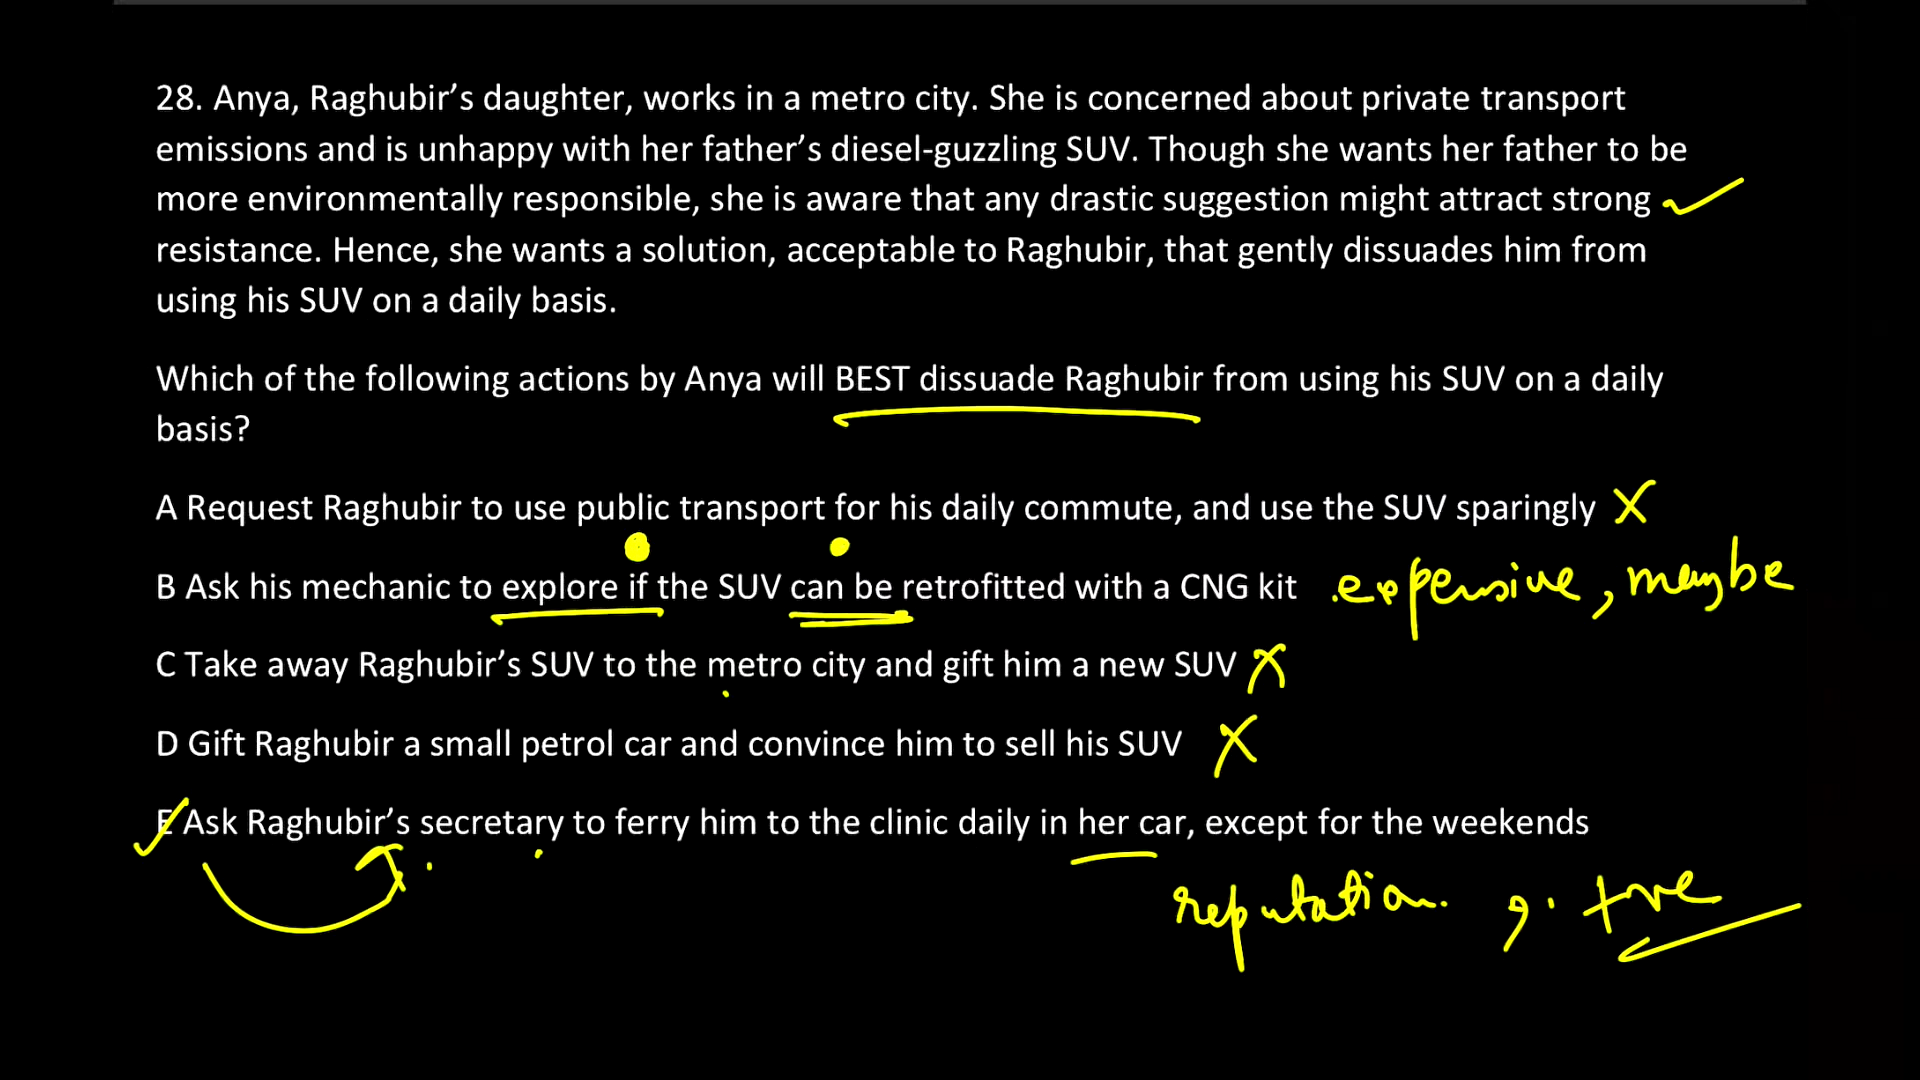 28. Anya, Raghubir’s daughter, works in a metro city. She is concerned about private transport
emissions and is unhappy with her father’s diesel-guzzling SUV. Though she wants her father to be
more environmentally responsible, she is aware that any drastic suggestion might attract strong
resistance. Hence, she wants a solution, acceptable to Raghubir, that gently dissuades him from
using his SUV on a daily basis.
Which of the following actions by Anya will BEST dissuade Raghubir from using his SUV on a daily
basis?
A Request Raghubir to use public transport for his daily commute, and use the SUV sparingly X
B Ask his mechanic to explore if the SUV can be retrofitted with a CNG kit expensive, maybe
C Take away Raghubir’s SUV to the metro city and gift him a new SUV X
D Gift Raghubir a small petrol car and convince him to sell his SUV X
E Ask Raghubir’s secretary to ferry him to the clinic daily in her car, except for the weekends
reputation. , +ve